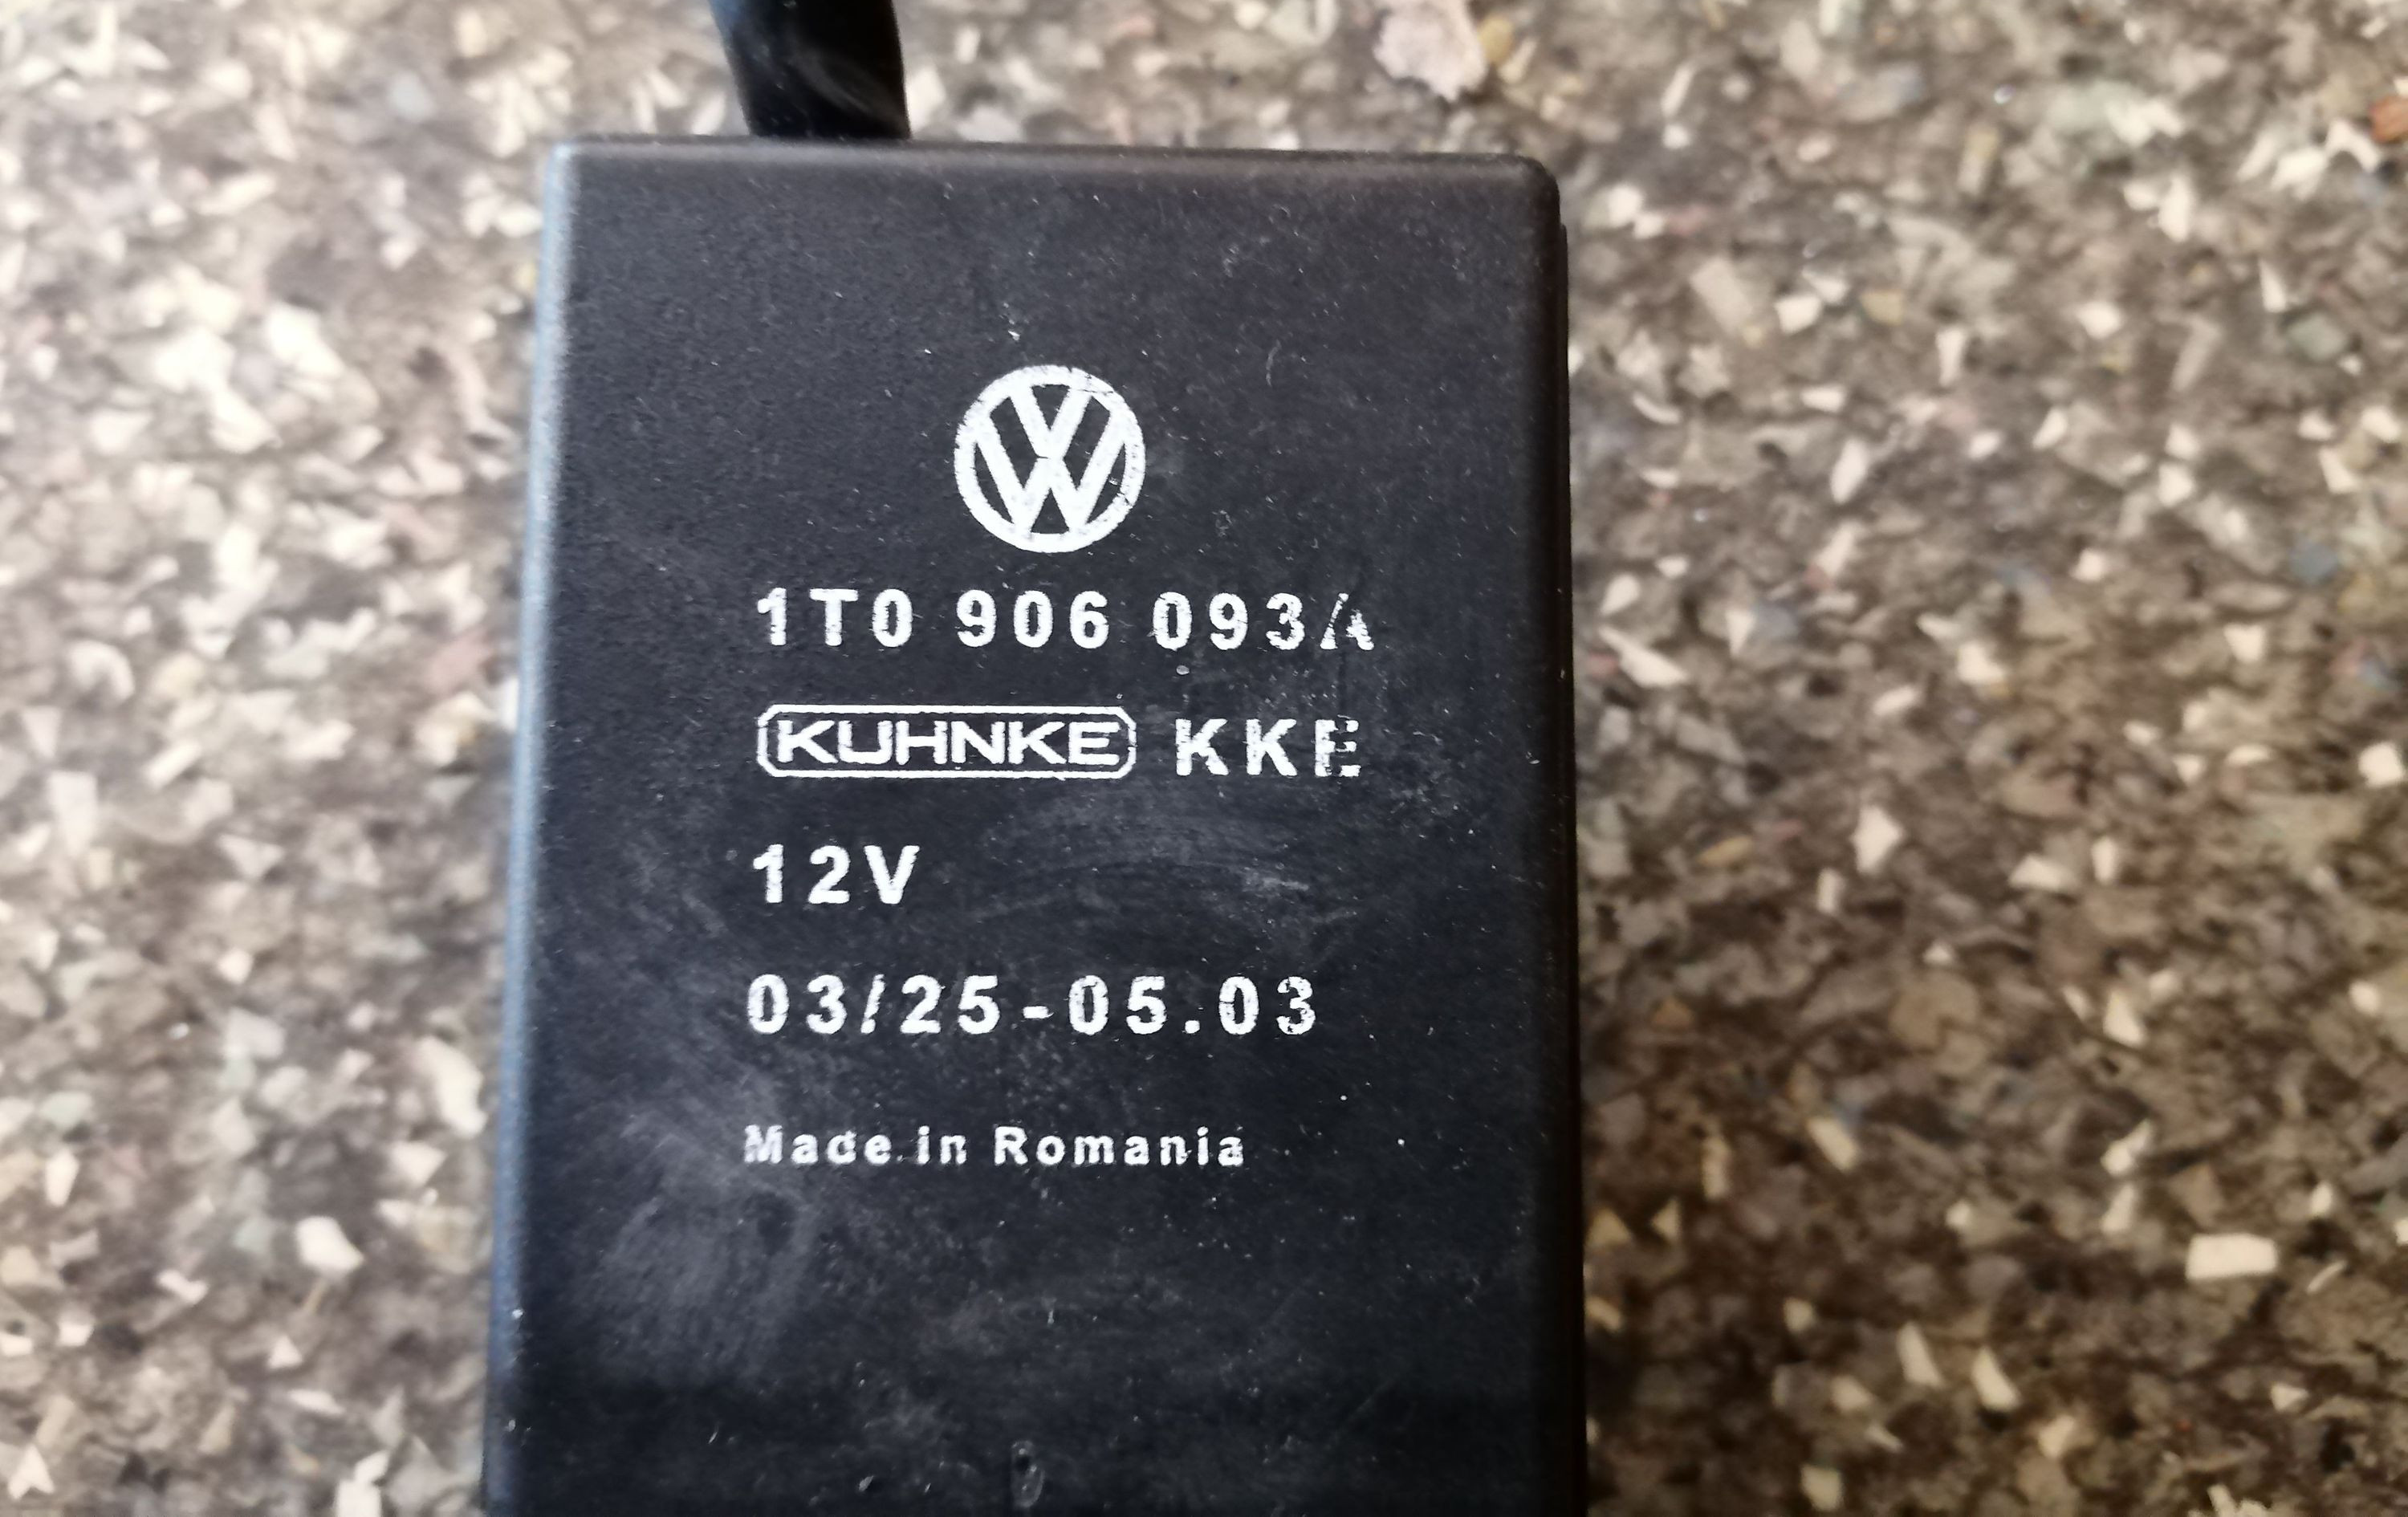 1T0 906 093A
KUHNKE KKE
12V
03/25-05.03
Made in Romania